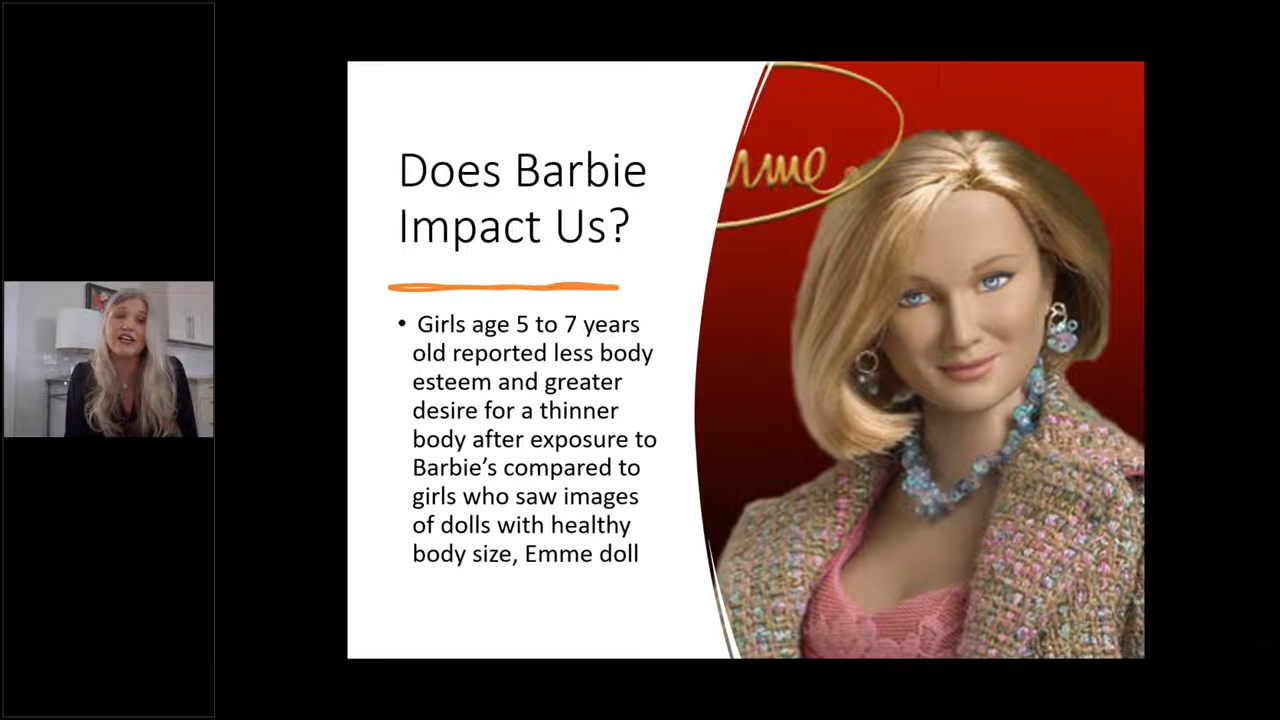 Does Barbie
Impact Us?
• Girls age 5 to 7 years
old reported less body
esteem and greater
desire for a thinner
body after exposure to
Barbie’s compared to
girls who saw images
of dolls with healthy
body size, Emme doll